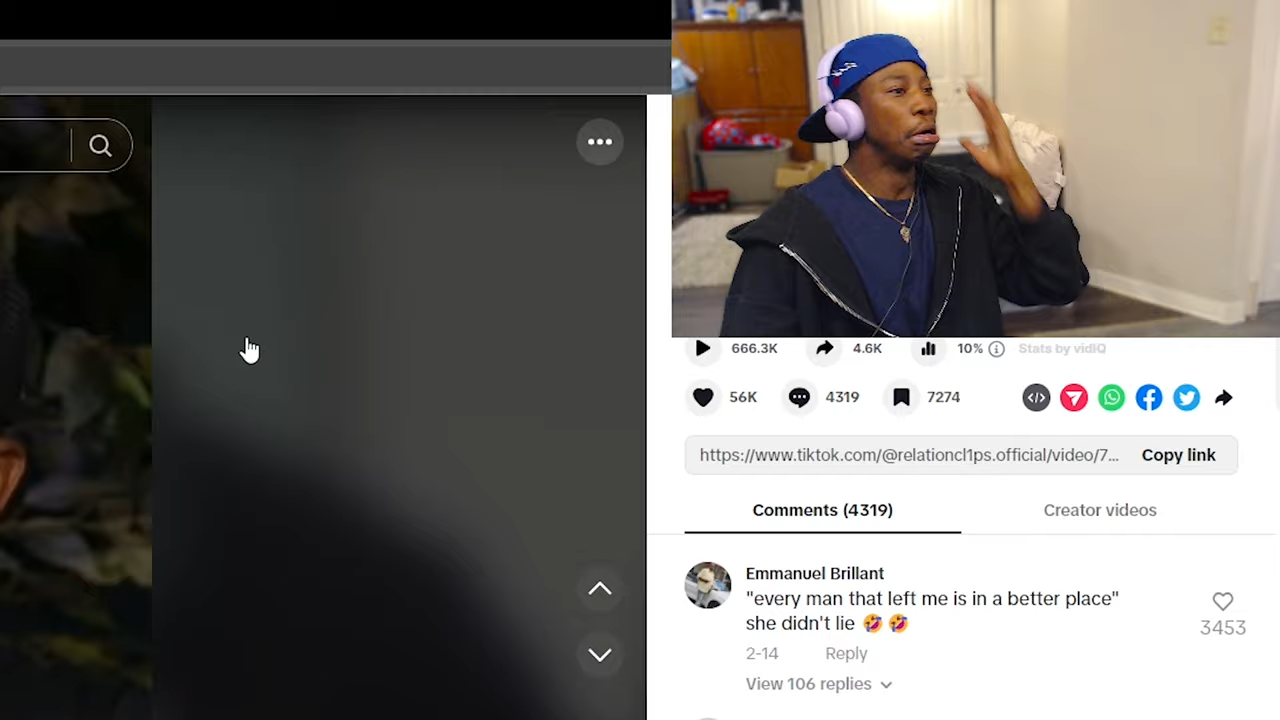 666.3K 4.6K 10% Stats by vidIQ
56K 4319 7274
https://www.tiktok.com/@relationcl1ps.official/video/7... Copy link
Comments (4319) Creator videos
Emmanuel Brillant
"every man that left me is in a better place"
she didn't lie 🤣 🤣
3453
2-14 Reply
View 106 replies